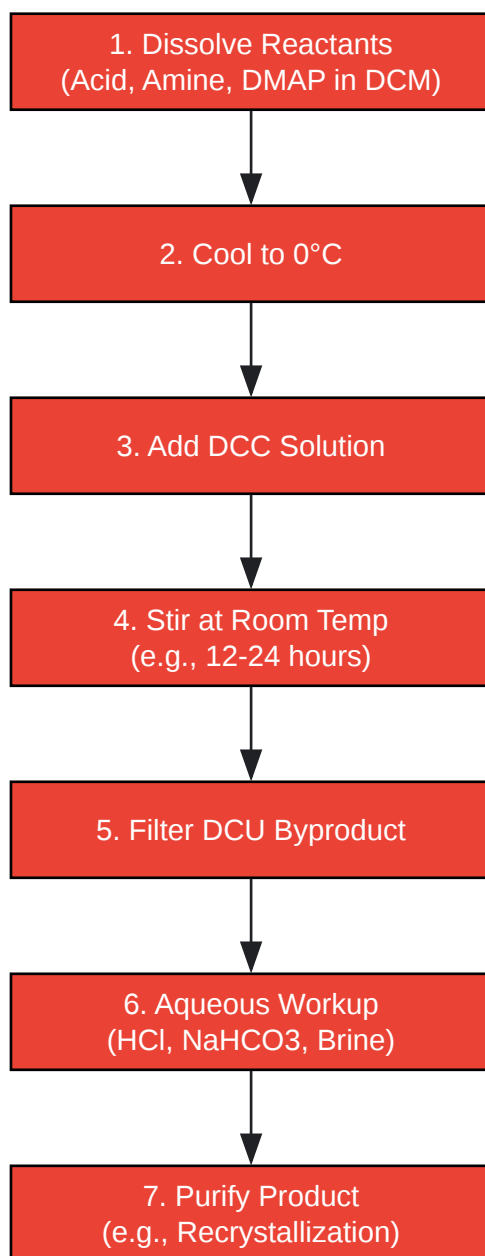 1. Dissolve Reactants
(Acid, Amine, DMAP in DCM)
2. Cool to 0°C
3. Add DCC Solution
4. Stir at Room Temp
(e.g., 12-24 hours)
5. Filter DCU Byproduct
6. Aqueous Workup
(HCl, NaHCO3, Brine)
7. Purify Product
(e.g., Recrystallization)